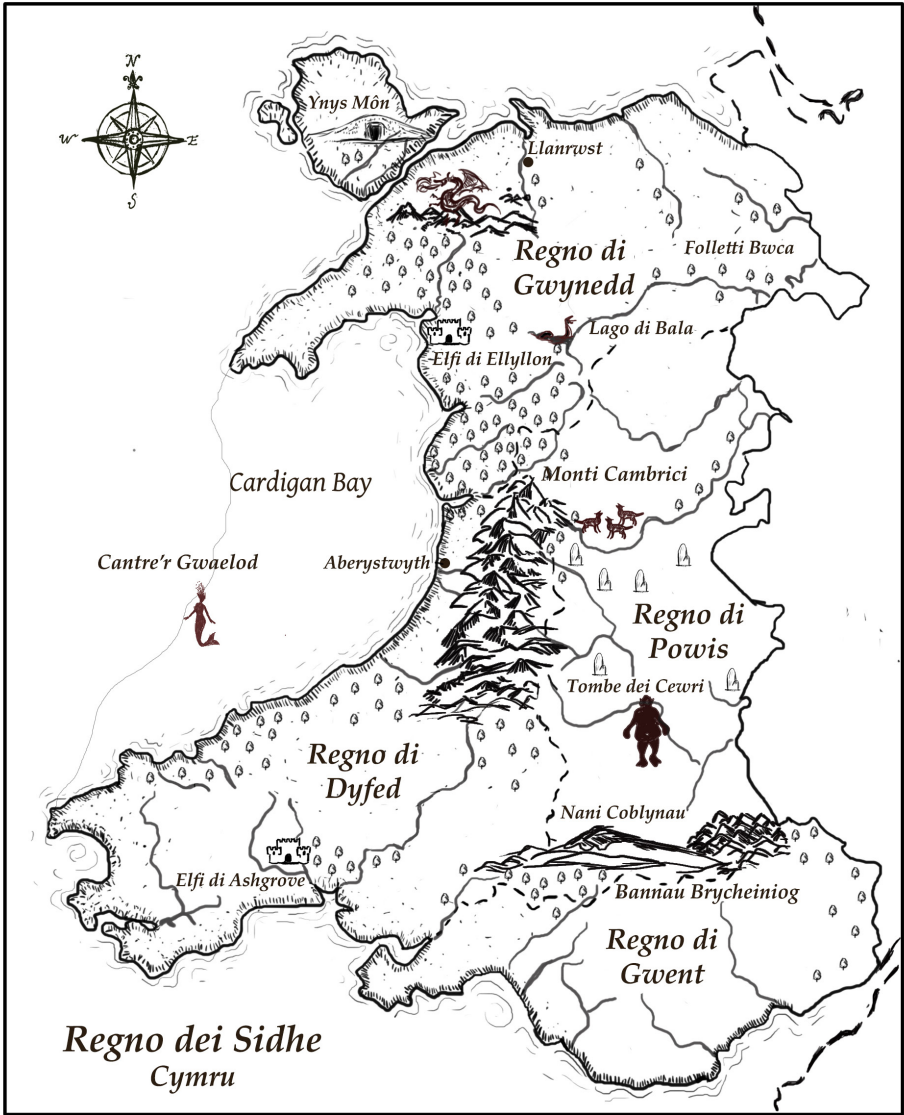 N
W
E
S
Ynys Môn
Llanrwst
Regno di
Gwynedd
Folletti Bwca
Lago di Bala
Elfi di Ellyllon
Monti Cambrici
Cardigan Bay
Cantre'r Gwaelod
Aberystwyth
Regno di
Powis
Tombe dei Cewri
Regno di
Dyfed
Nani Coblynau
Elfi di Ashgrove
Bannau Brycheiniog
Regno di
Gwent
Regno dei Sidhe
Cymru